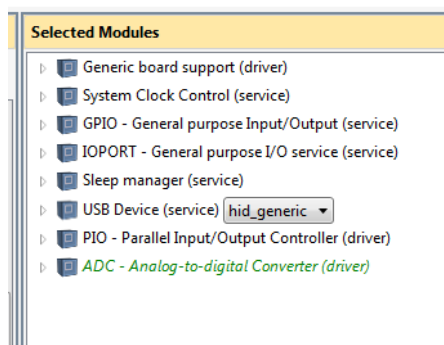 Selected Modules
Generic board support (driver)
System Clock Control (service)
GPIO - General purpose Input/Output (service)
IOPORT - General purpose I/O service (service)
Sleep manager (service)
USB Device (service) hid_generic
PIO - Parallel Input/Output Controller (driver)
ADC - Analog-to-digital Converter (driver)